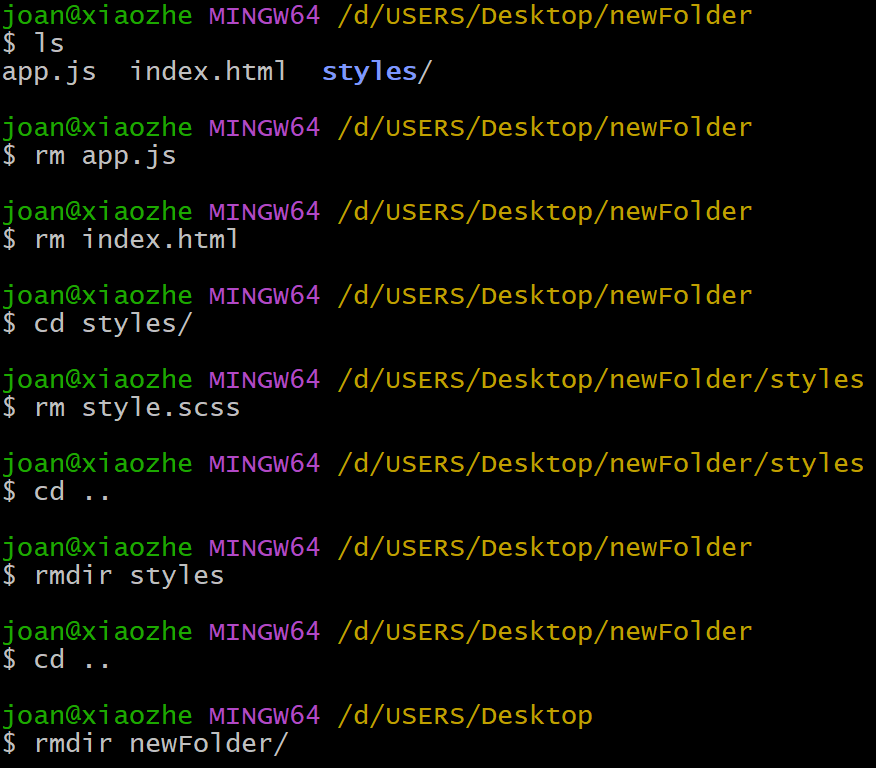 joan@xiaozhe MINGW64 /d/USERS/Desktop/newFolder
$ ls
app.js  index.html  styles/
joan@xiaozhe MINGW64 /d/USERS/Desktop/newFolder
$ rm app.js
joan@xiaozhe MINGW64 /d/USERS/Desktop/newFolder
$ rm index.html
joan@xiaozhe MINGW64 /d/USERS/Desktop/newFolder
$ cd styles/
joan@xiaozhe MINGW64 /d/USERS/Desktop/newFolder/styles
$ rm style.scss
joan@xiaozhe MINGW64 /d/USERS/Desktop/newFolder/styles
$ cd ..
joan@xiaozhe MINGW64 /d/USERS/Desktop/newFolder
$ rmdir styles
joan@xiaozhe MINGW64 /d/USERS/Desktop/newFolder
$ cd ..
joan@xiaozhe MINGW64 /d/USERS/Desktop
$ rmdir newFolder/